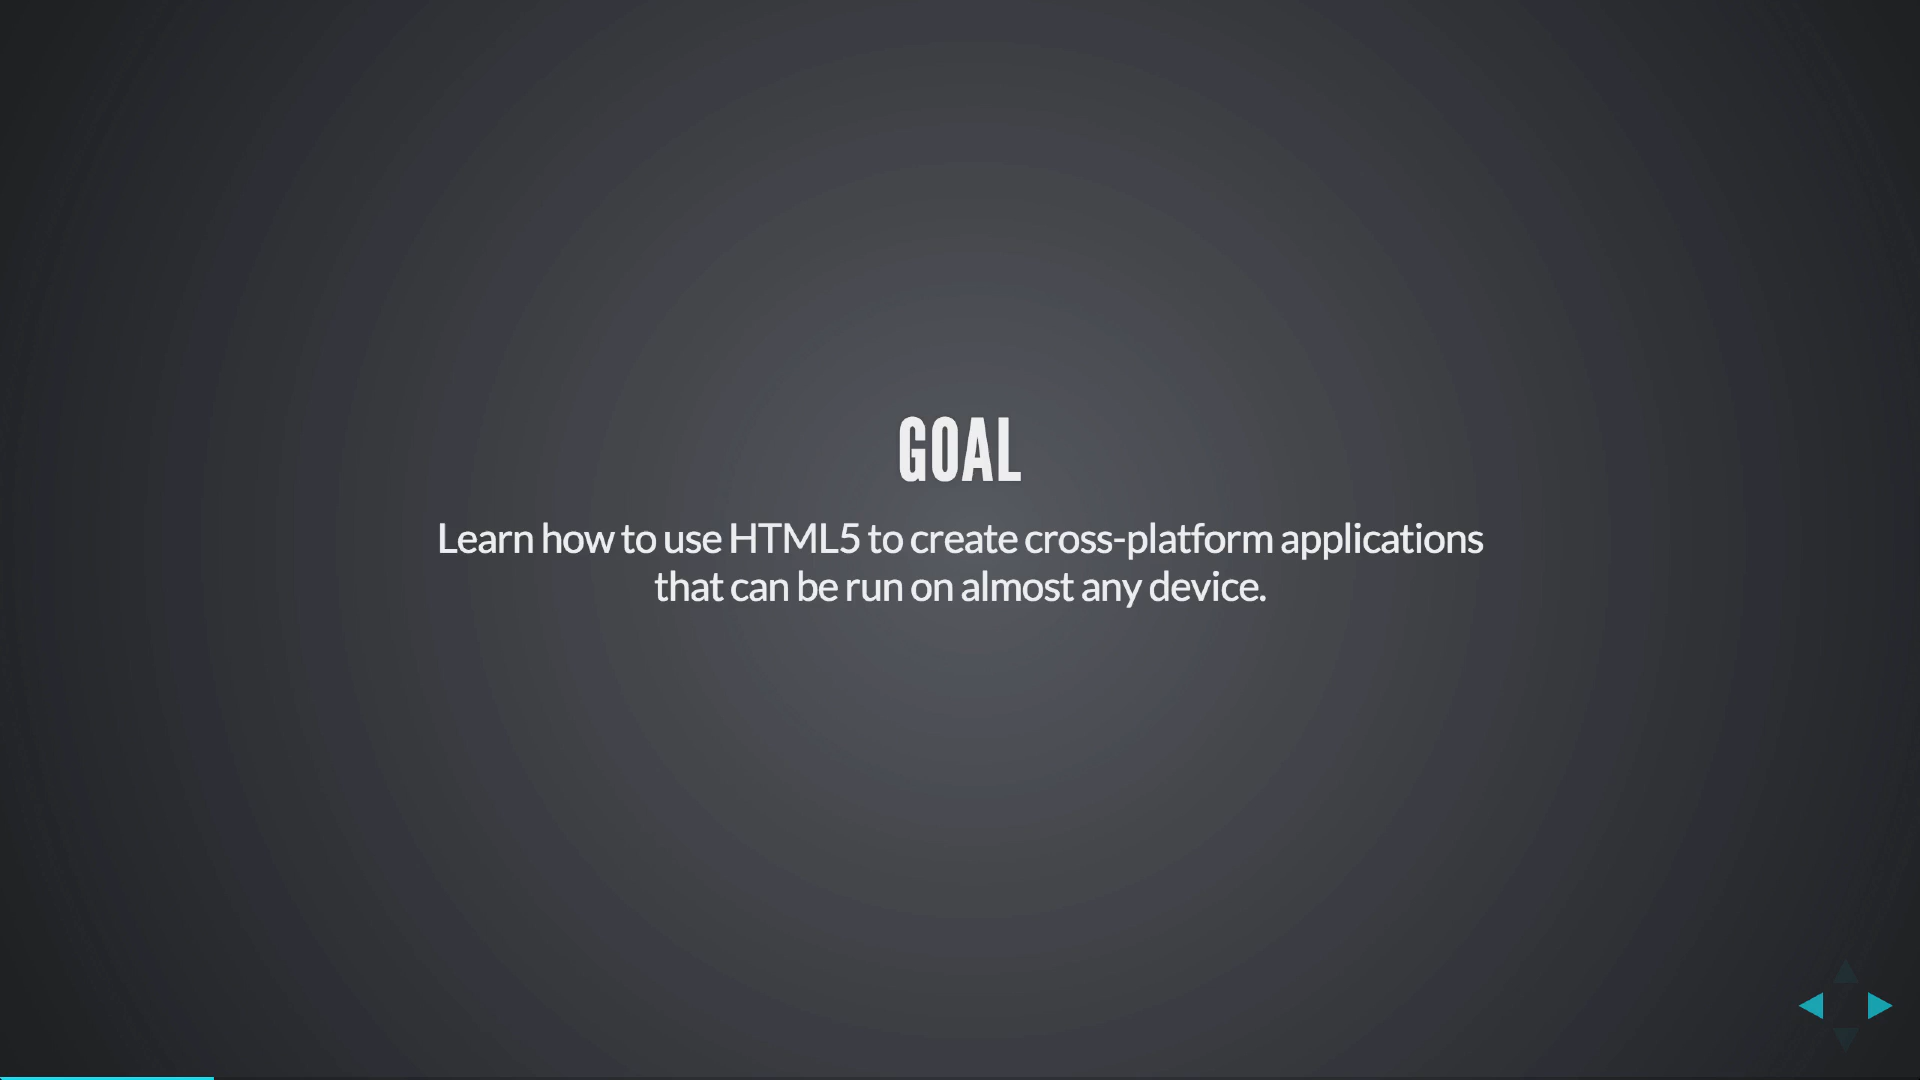 GOAL
Learn how to use HTML5 to create cross-platform applications
that can be run on almost any device.